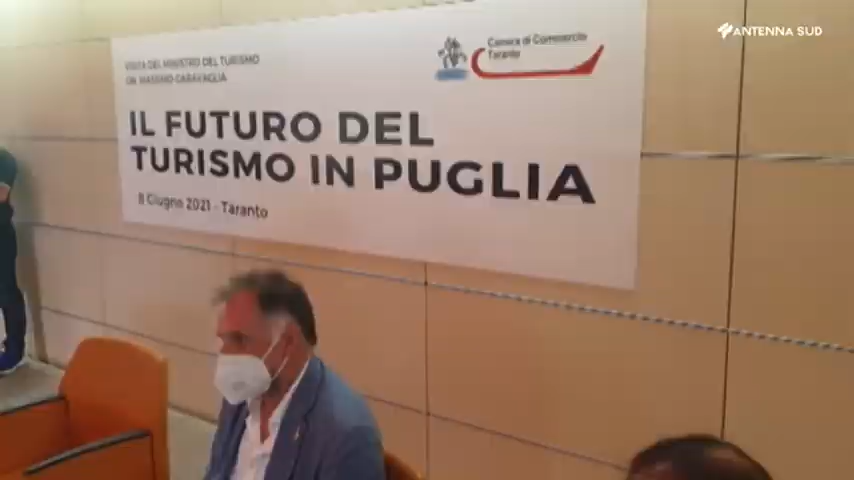 ANTENNA SUD
VISITA DEL MINISTRO DEL TURISMO
ON. MASSIMO GARAVAGLIA
Camera di Commercio
Taranto
IL FUTURO DEL
TURISMO IN PUGLIA
8 Giugno 2021 - Taranto